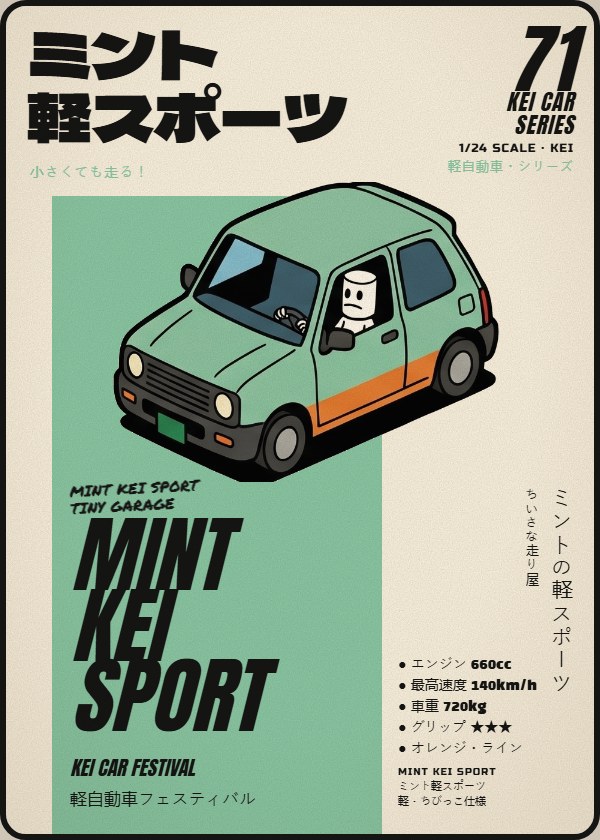 ミント
軽スポーツ
小さくても走る！
71
KEI CAR
SERIES
1/24 SCALE · KEI
軽自動車・シリーズ
MINT KEI SPORT
TINY GARAGE
MINT
KEI
SPORT
KEI CAR FESTIVAL
軽自動車フェスティバル
ミントの軽スポーツ
ちいさな走り屋
● エンジン 660cc
● 最高速度 140km/h
● 車重 720kg
● グリップ ★★★
● オレンジ・ライン
MINT KEI SPORT
ミント軽スポーツ
軽・ちびっこ仕様